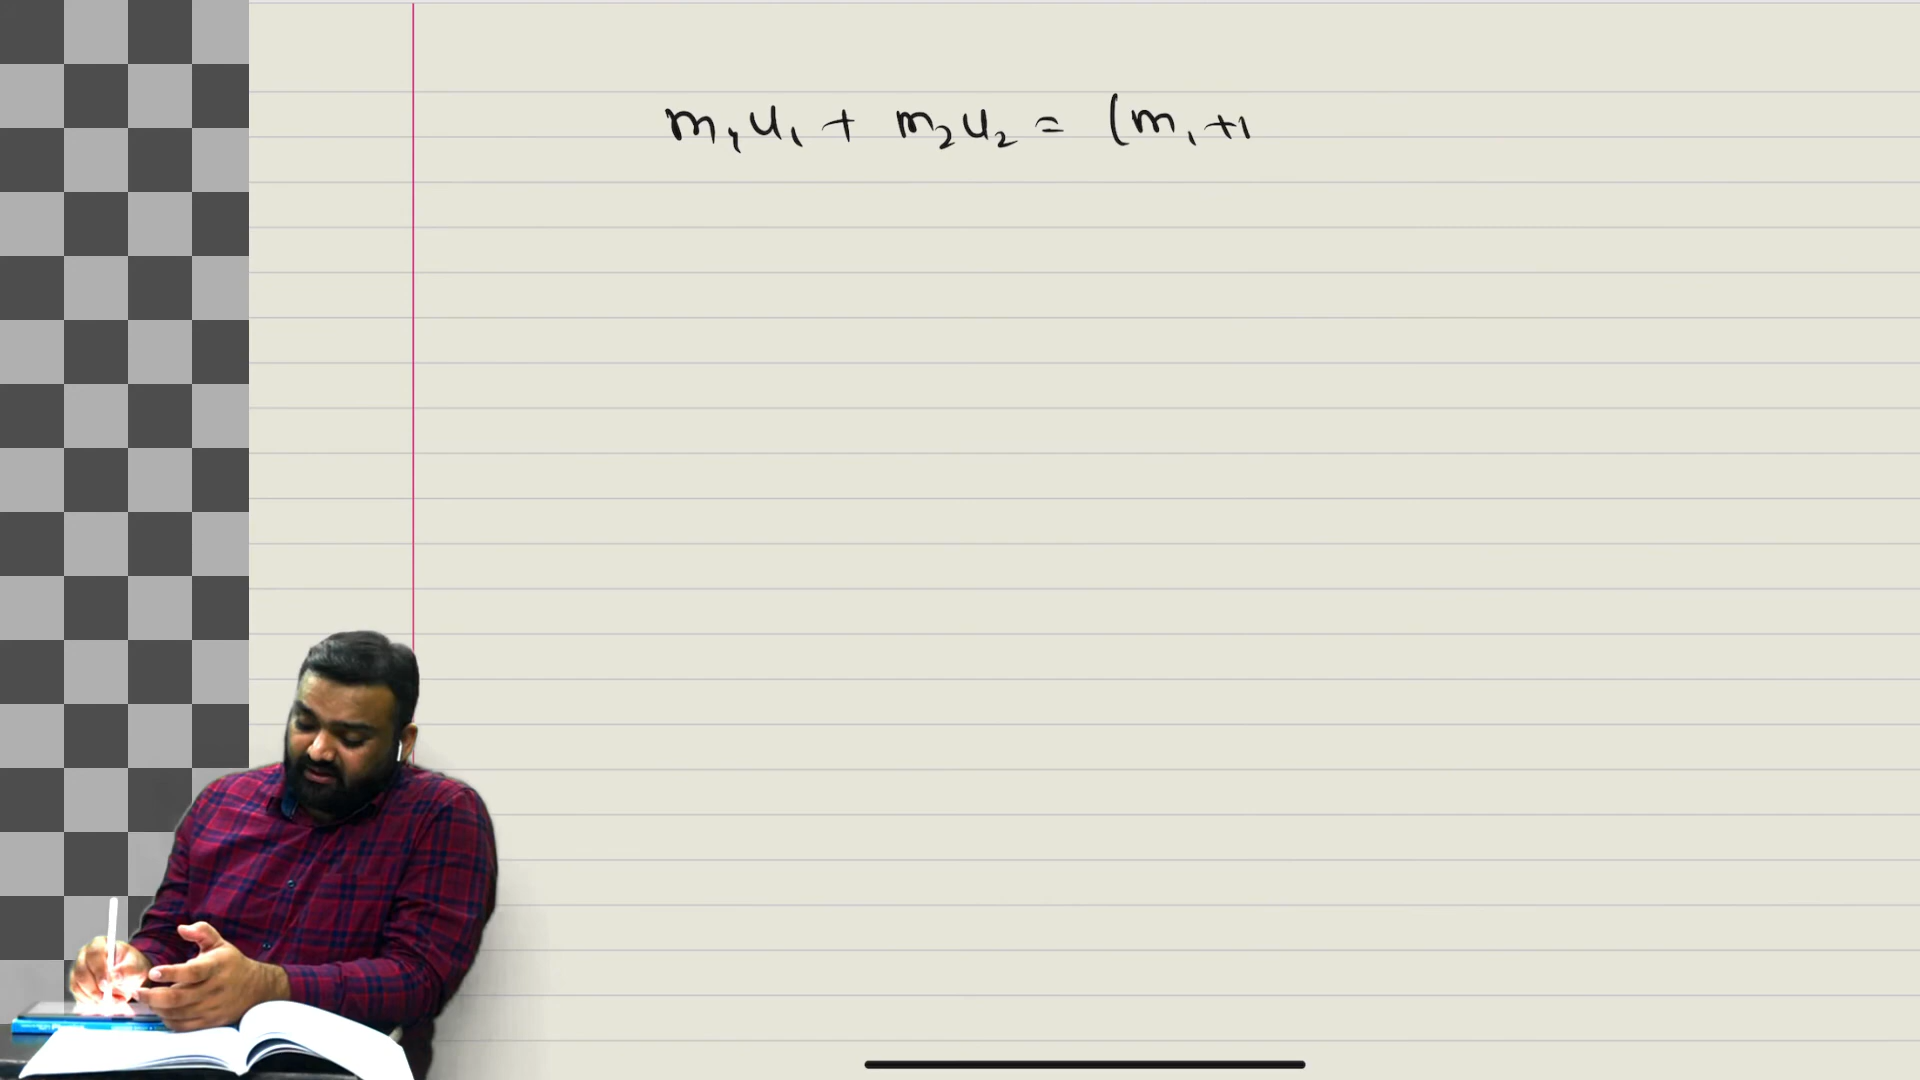 m₁u₁ + m₂u₂ = (m₁ +